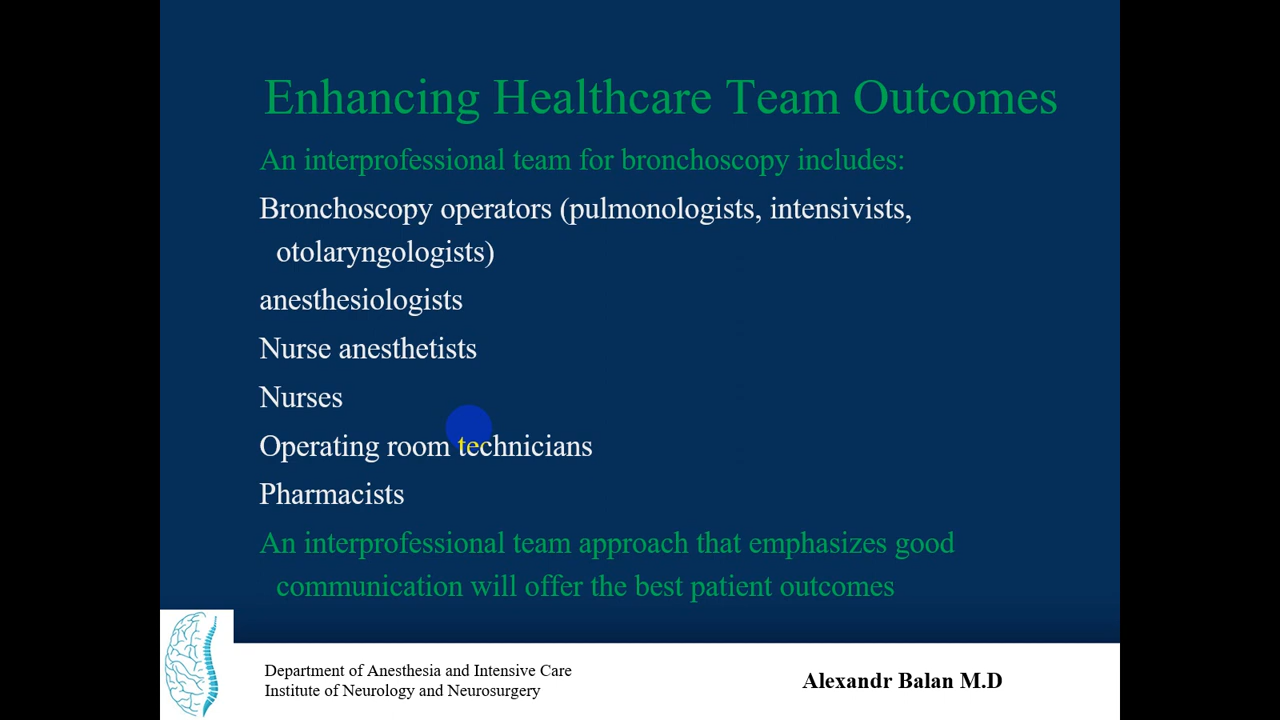 Enhancing Healthcare Team Outcomes
An interprofessional team for bronchoscopy includes:
Bronchoscopy operators (pulmonologists, intensivists,
otolaryngologists)
anesthesiologists
Nurse anesthetists
Nurses
Operating room technicians
Pharmacists
An interprofessional team approach that emphasizes good
communication will offer the best patient outcomes
Department of Anesthesia and Intensive Care
Institute of Neurology and Neurosurgery
Alexandr Balan M.D